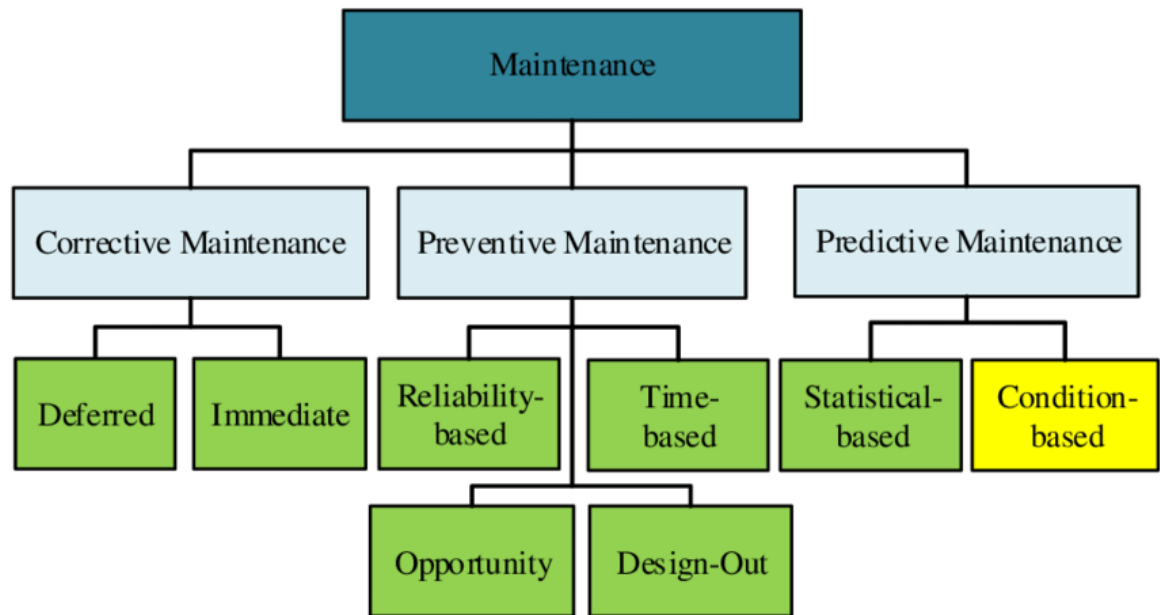 Maintenance
Corrective Maintenance
Preventive Maintenance
Predictive Maintenance
Deferred
Immediate
Reliability-
based
Time-
based
Statistical-
based
Condition-
based
Opportunity
Design-Out